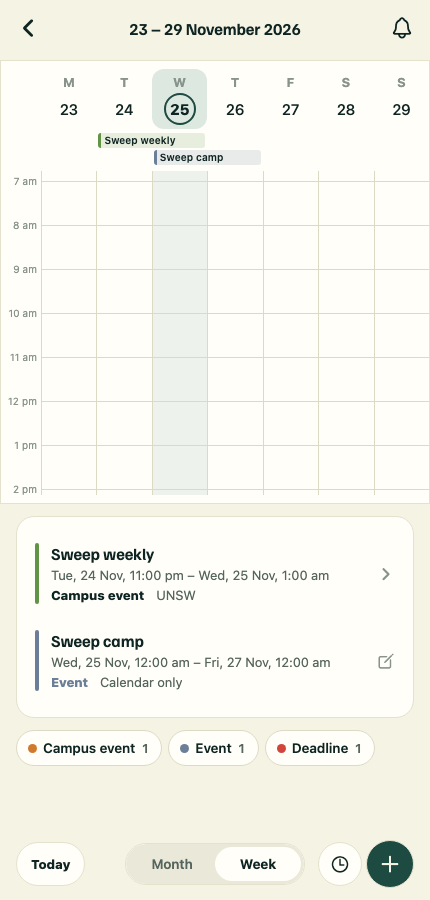 23 – 29 November 2026
M T W T F S S
23 24 25 26 27 28 29
Sweep weekly
Sweep camp
7 am
8 am
9 am
10 am
11 am
12 pm
1 pm
2 pm
Sweep weekly
Tue, 24 Nov, 11:00 pm – Wed, 25 Nov, 1:00 am
Campus event UNSW
Sweep camp
Wed, 25 Nov, 12:00 am – Fri, 27 Nov, 12:00 am
Event Calendar only
Campus event 1 Event 1 Deadline 1
Today Month Week